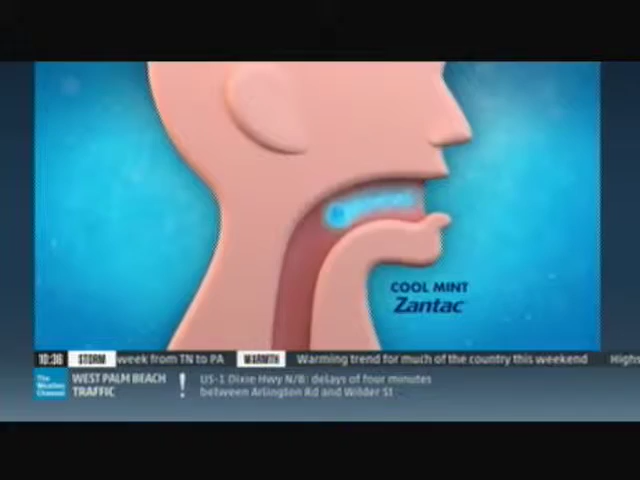 COOL MINT
Zantac
10:36 STORM week from TN to PA WARMTH Warming trend for much of the country this weekend Highs
The Weather Channel
WEST PALM BEACH
TRAFFIC
!
US-1 Dixie Hwy N/B: delays of four minutes
between Arlington Rd and Wilder St